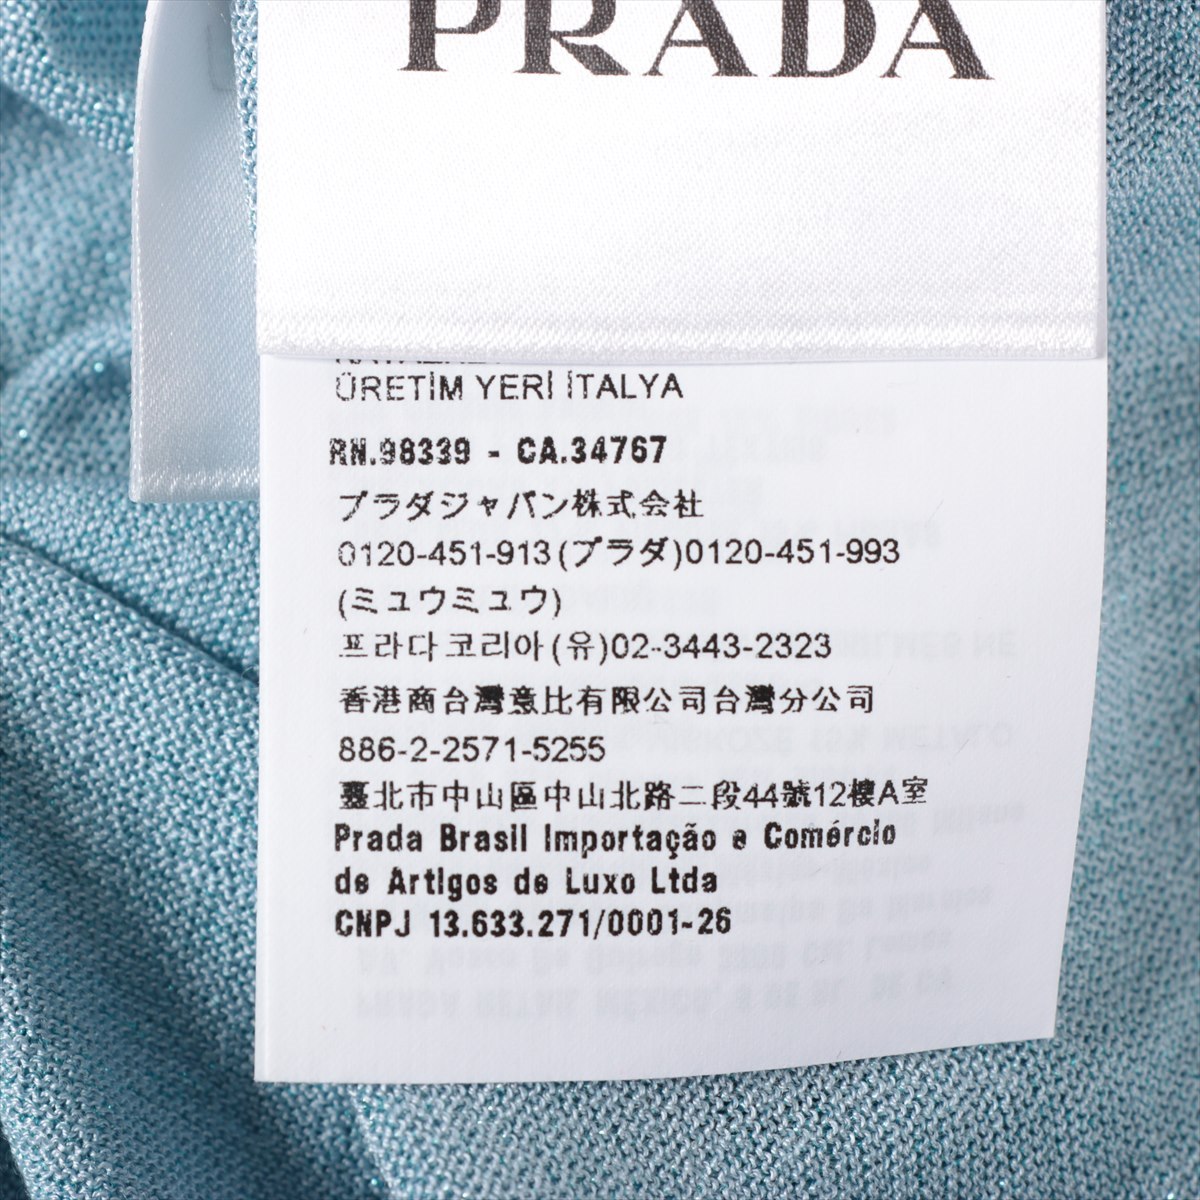 PRADA
ÜRETİM YERİ İTALYA
RN.98339 - CA.34767
プラダジャパン株式会社
0120-451-913(プラダ)0120-451-993
(ミュウミュウ)
프라다코리아(유)02-3443-2323
香港商台灣意比有限公司台灣分公司
886-2-2571-5255
臺北市中山區中山北路二段44號12樓A室
Prada Brasil Importação e Comércio
de Artigos de Luxo Ltda
CNPJ 13.633.271/0001-26